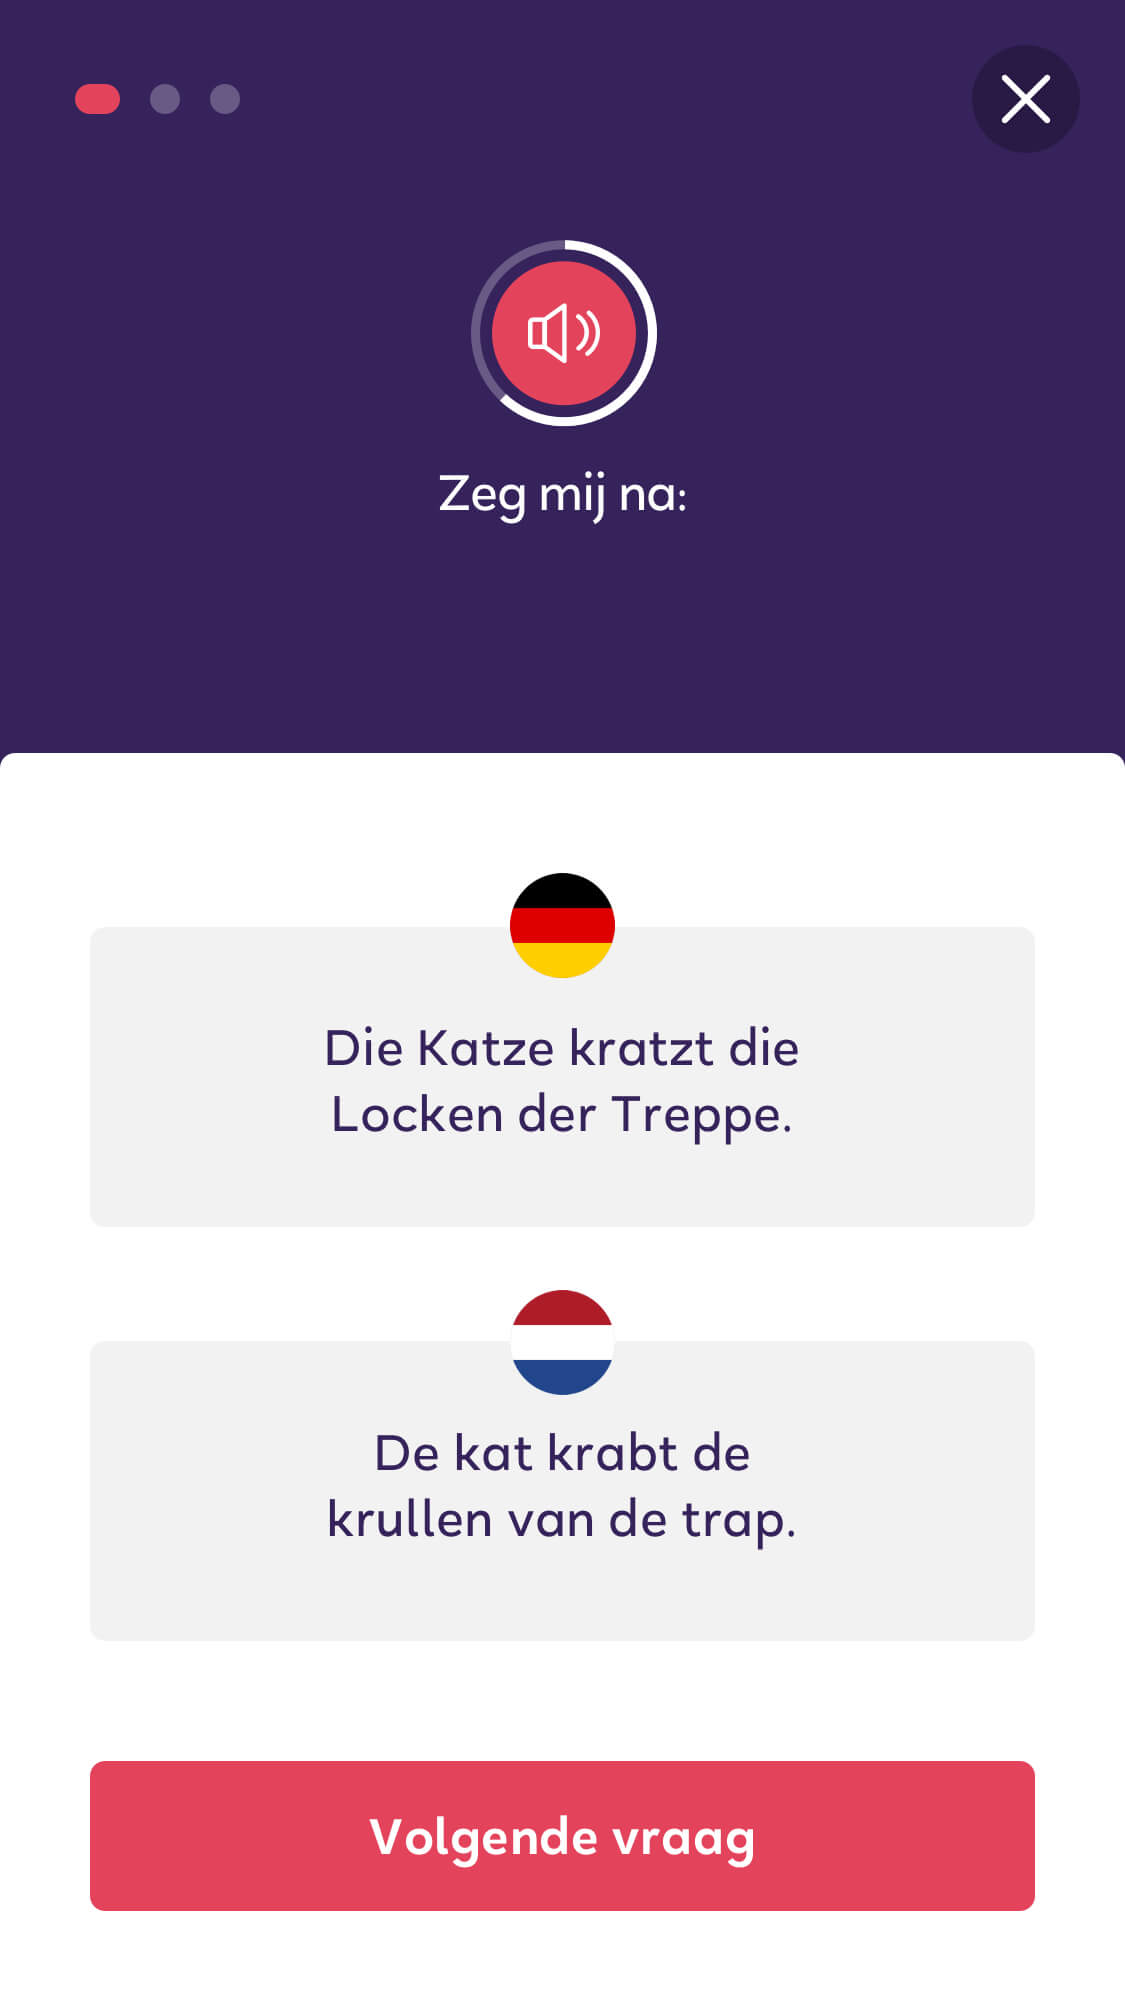 Zeg mij na:
Die Katze kratzt die
Locken der Treppe.
De kat krabt de
krullen van de trap.
Volgende vraag